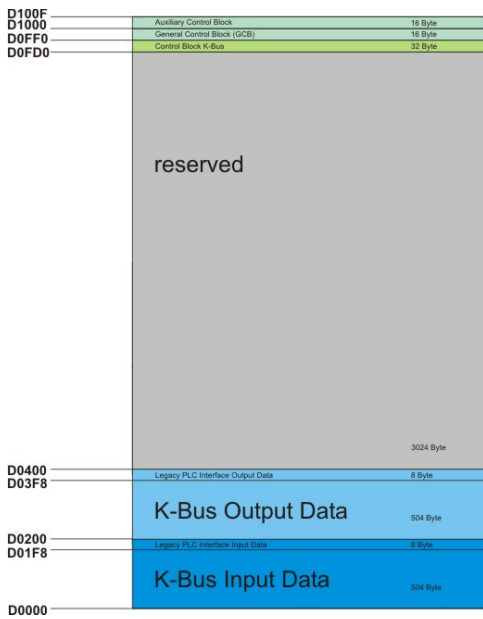 D100F
D1000 Auxiliary Control Block 16 Byte
D0FF0 General Control Block (GCB) 16 Byte
D0FD0 Control Block K-Bus 32 Byte
reserved
3024 Byte
D0400
D03F8 Legacy PLC Interface Output Data 8 Byte
K-Bus Output Data 504 Byte
D0200
D01F8 Legacy PLC Interface Input Data 8 Byte
K-Bus Input Data 504 Byte
D0000